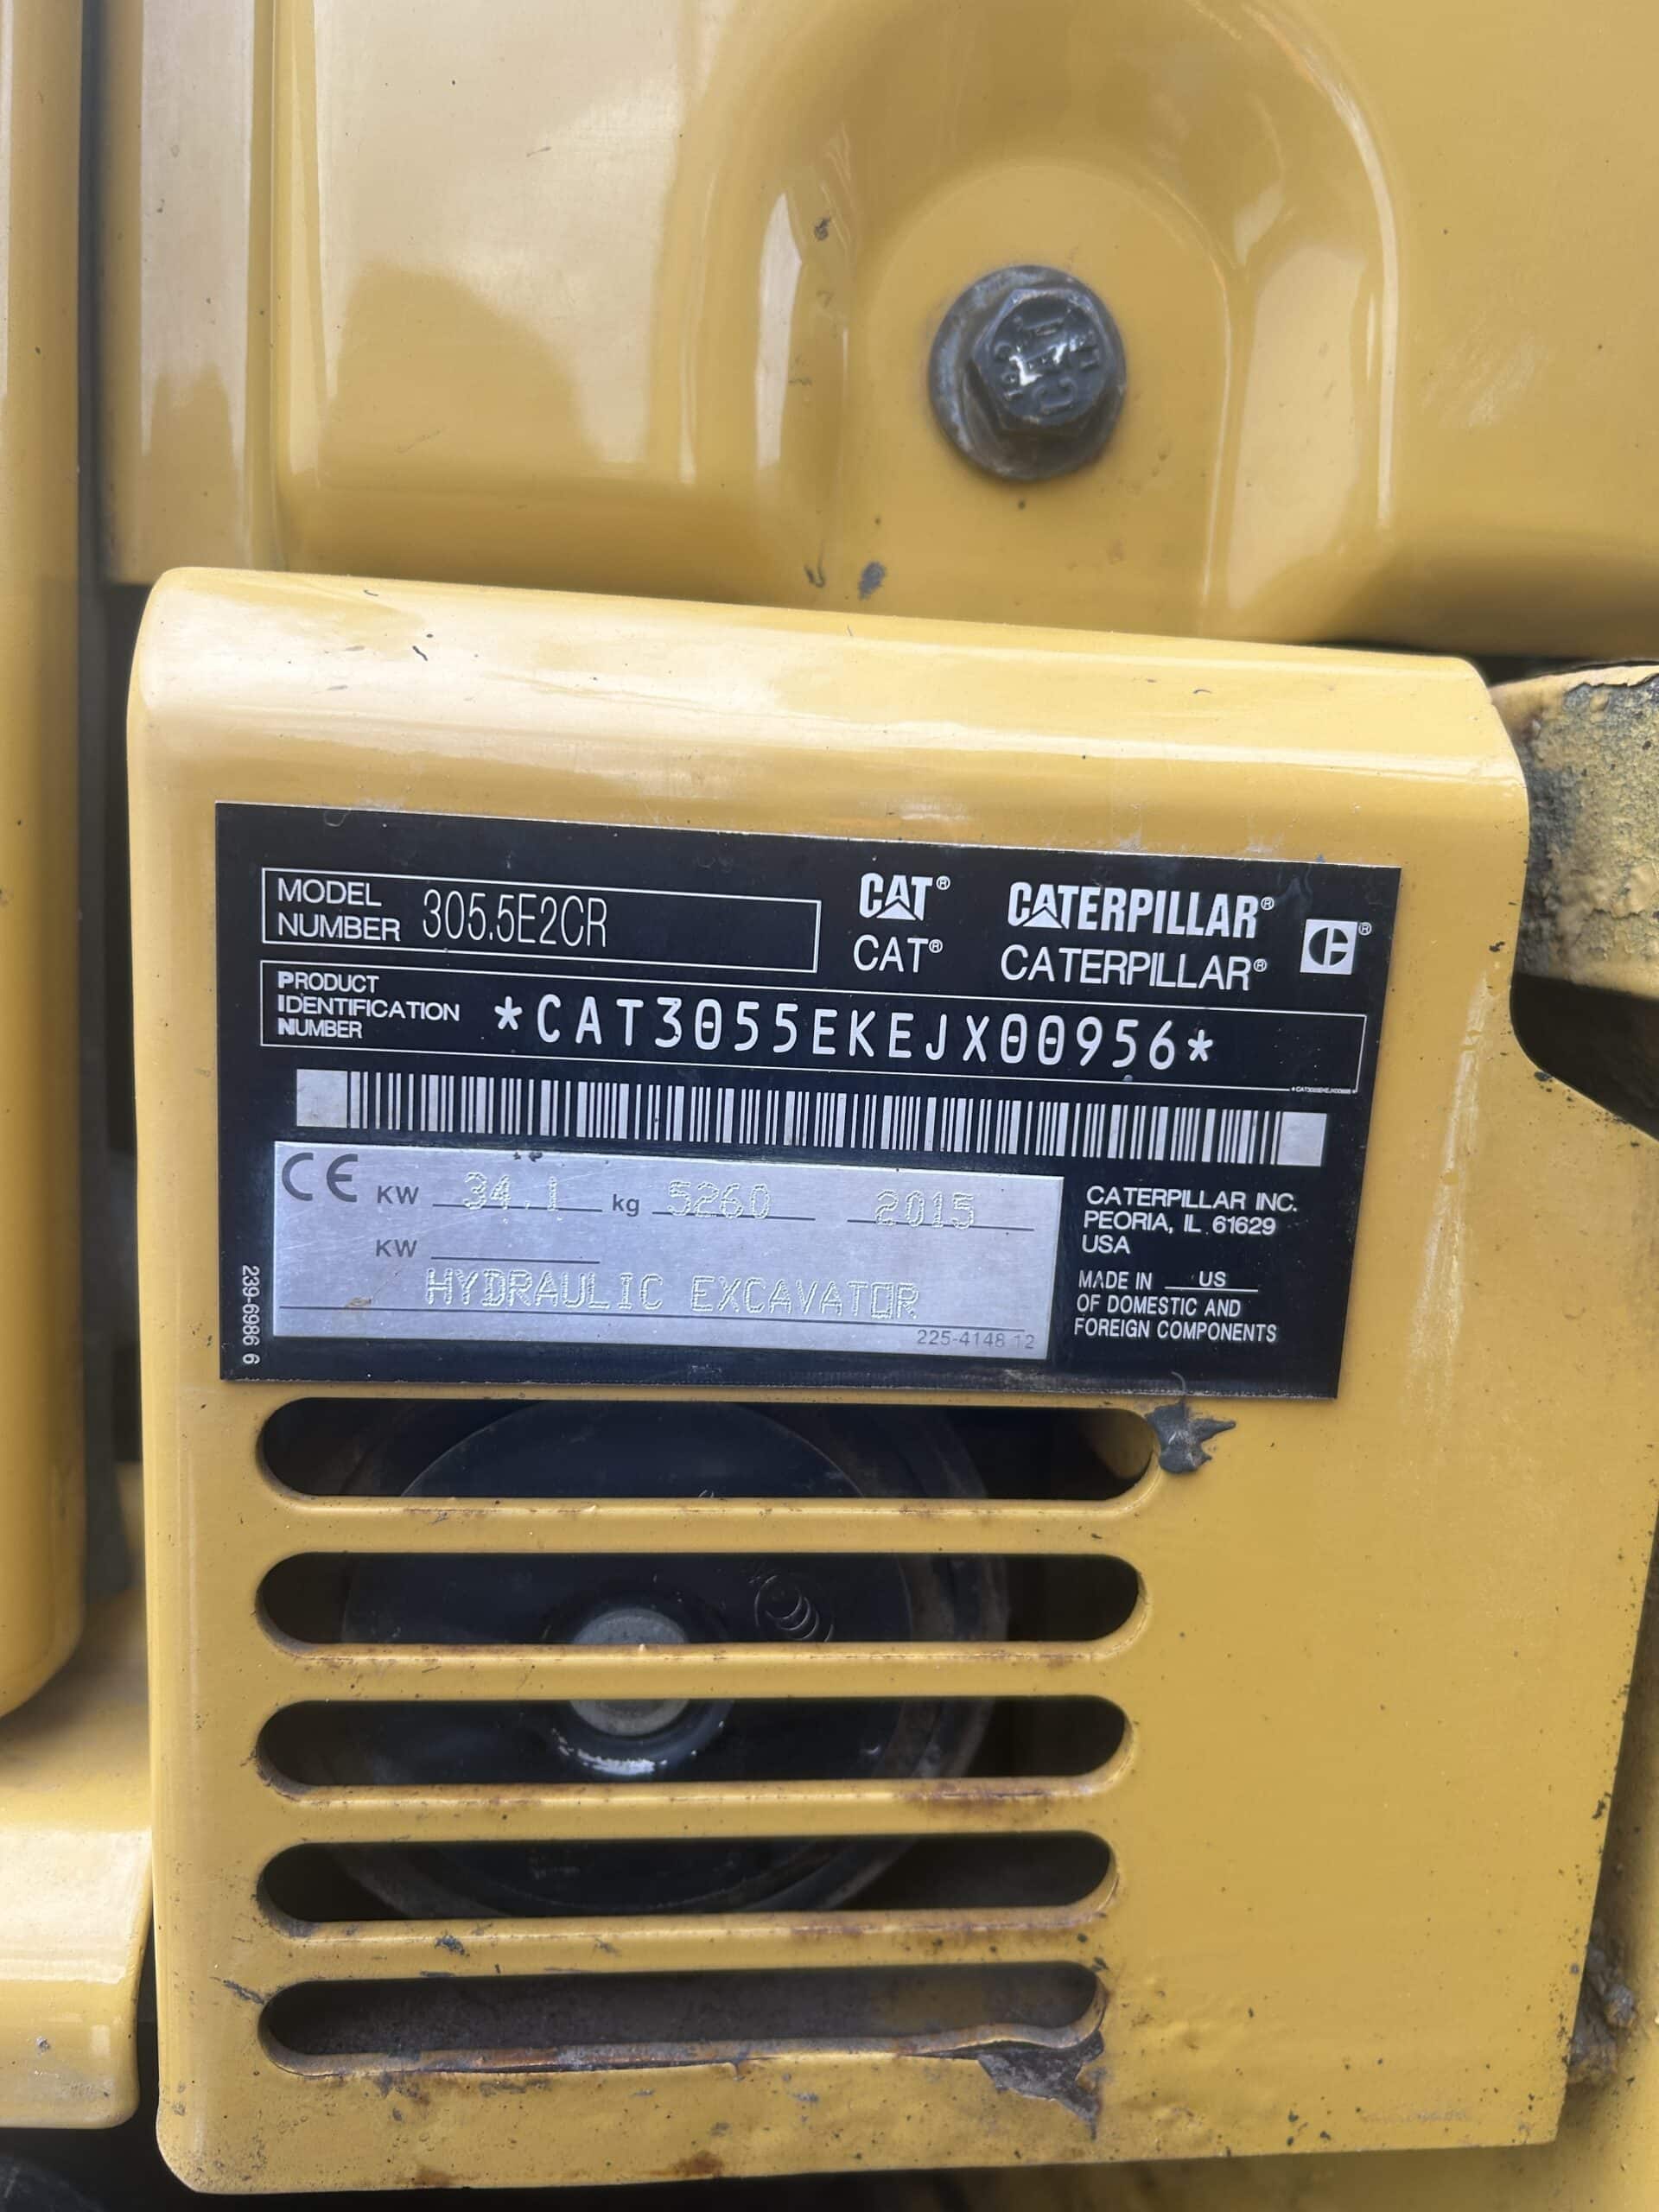 MODEL NUMBER 305.5E2CR
CAT® CATERPILLAR®
CAT® CATERPILLAR®
PRODUCT IDENTIFICATION NUMBER *CAT3055EKEJX00956*
CE KW 34.1 kg 5260 2015
KW
HYDRAULIC EXCAVATOR
225-4148 12
239-6986 6
CATERPILLAR INC.
PEORIA, IL 61629
USA
MADE IN US
OF DOMESTIC AND
FOREIGN COMPONENTS